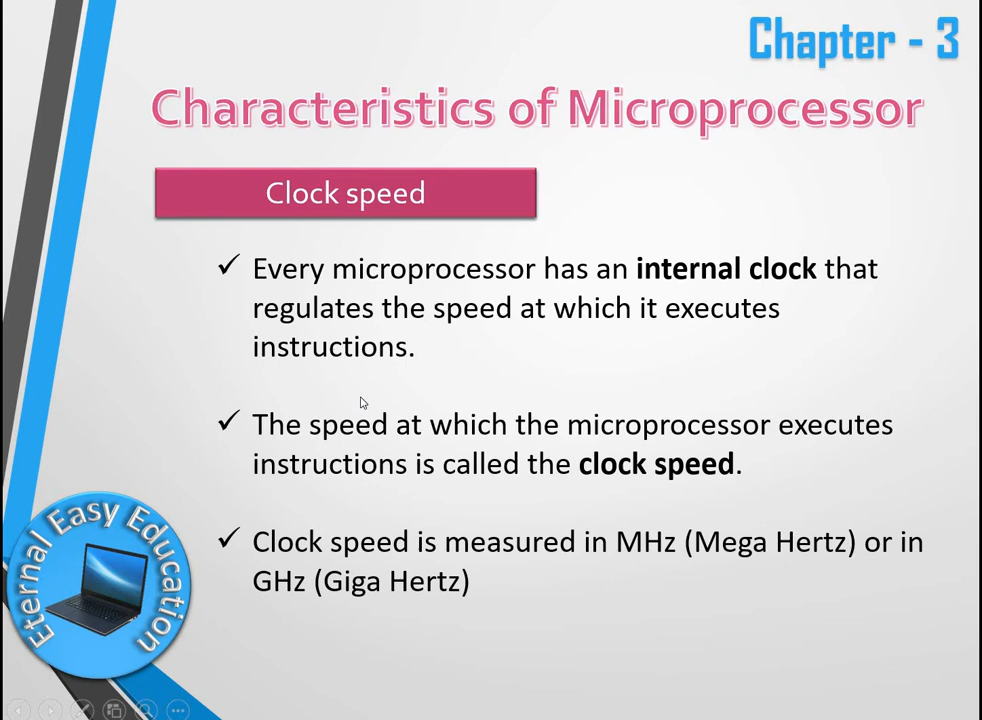 Chapter - 3
Characteristics of Microprocessor
Clock speed
✓ Every microprocessor has an internal clock that
regulates the speed at which it executes
instructions.
✓ The speed at which the microprocessor executes
instructions is called the clock speed.
✓ Clock speed is measured in MHz (Mega Hertz) or in
GHz (Giga Hertz)
Eternal Easy Education